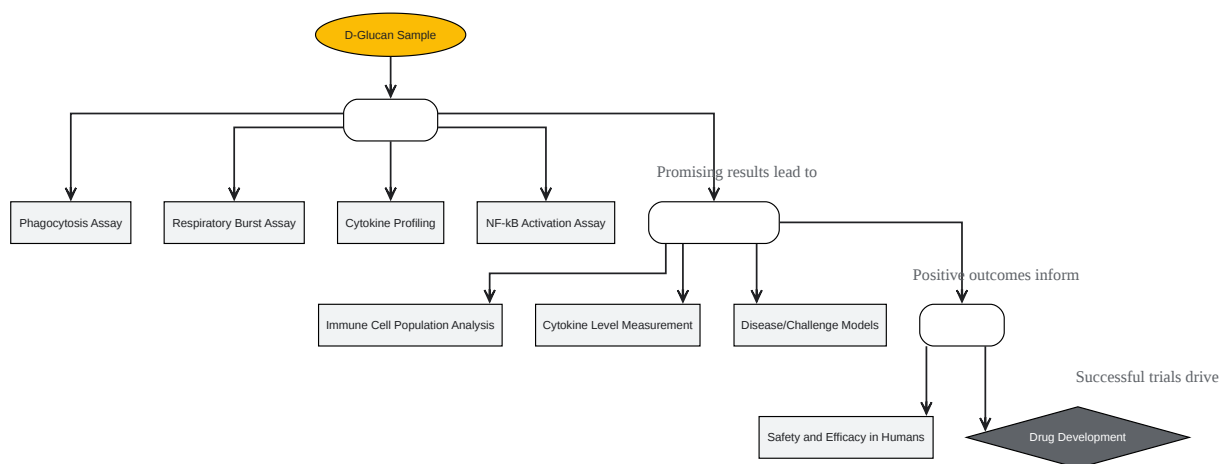 D-Glucan Sample
Promising results lead to
Phagocytosis Assay
Respiratory Burst Assay
Cytokine Profiling
NF-kB Activation Assay
Positive outcomes inform
Immune Cell Population Analysis
Cytokine Level Measurement
Disease/Challenge Models
Successful trials drive
Safety and Efficacy in Humans
Drug Development